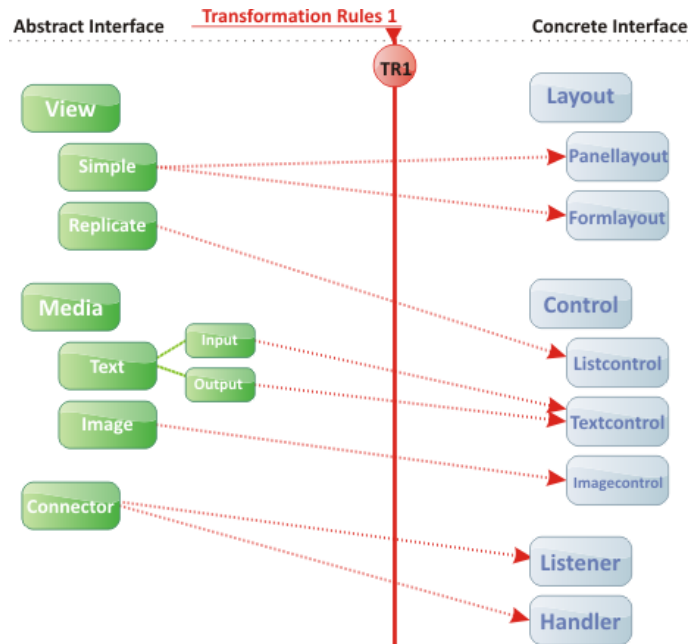 Transformation Rules 1
Abstract Interface
Concrete Interface
TR1
View
Layout
Simple
Panellayout
Replicate
Formlayout
Media
Control
Input
Text
Listcontrol
Output
Image
Textcontrol
Imagecontrol
Connector
Listener
Handler